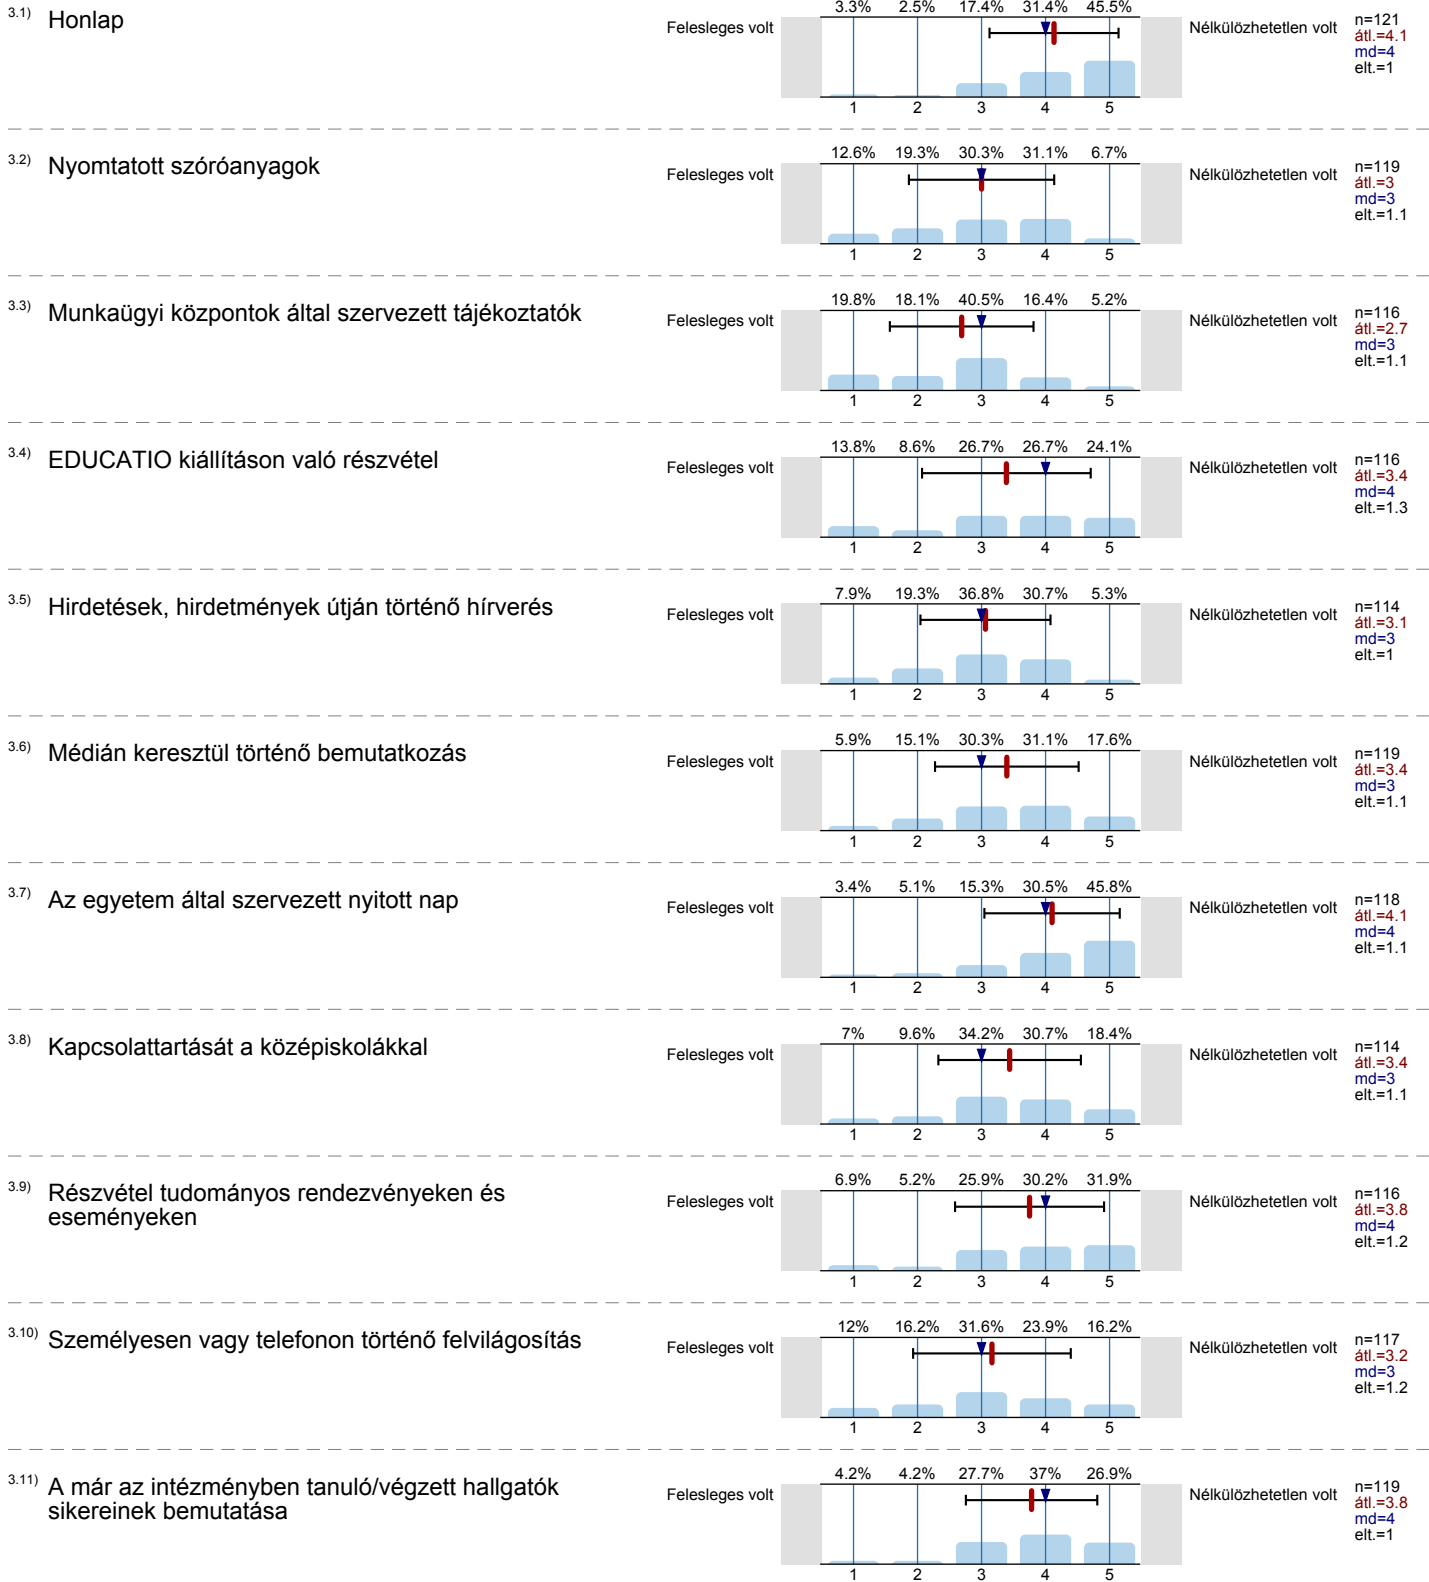 3.1) Honlap
3.3% 2.5% 17.4% 31.4% 45.5%
Felesleges volt
Nélkülözhetetlen volt
n=121
átl.=4.1
md=4
elt.=1
1 2 3 4 5
3.2) Nyomtatott szóróanyagok
12.6% 19.3% 30.3% 31.1% 6.7%
Felesleges volt
Nélkülözhetetlen volt
n=119
átl.=3
md=3
elt.=1.1
1 2 3 4 5
3.3) Munkaügyi központok által szervezett tájékoztatók
19.8% 18.1% 40.5% 16.4% 5.2%
Felesleges volt
Nélkülözhetetlen volt
n=116
átl.=2.7
md=3
elt.=1.1
1 2 3 4 5
3.4) EDUCATIO kiállításon való részvétel
13.8% 8.6% 26.7% 26.7% 24.1%
Felesleges volt
Nélkülözhetetlen volt
n=116
átl.=3.4
md=4
elt.=1.3
1 2 3 4 5
3.5) Hirdetések, hirdetmények útján történő hírverés
7.9% 19.3% 36.8% 30.7% 5.3%
Felesleges volt
Nélkülözhetetlen volt
n=114
átl.=3.1
md=3
elt.=1
1 2 3 4 5
3.6) Médián keresztül történő bemutatkozás
5.9% 15.1% 30.3% 31.1% 17.6%
Felesleges volt
Nélkülözhetetlen volt
n=119
átl.=3.4
md=3
elt.=1.1
1 2 3 4 5
3.7) Az egyetem által szervezett nyitott nap
3.4% 5.1% 15.3% 30.5% 45.8%
Felesleges volt
Nélkülözhetetlen volt
n=118
átl.=4.1
md=4
elt.=1.1
1 2 3 4 5
3.8) Kapcsolattartását a középiskolákkal
7% 9.6% 34.2% 30.7% 18.4%
Felesleges volt
Nélkülözhetetlen volt
n=114
átl.=3.4
md=3
elt.=1.1
1 2 3 4 5
3.9) Részvétel tudományos rendezvényeken és
eseményeken
6.9% 5.2% 25.9% 30.2% 31.9%
Felesleges volt
Nélkülözhetetlen volt
n=116
átl.=3.8
md=4
elt.=1.2
1 2 3 4 5
3.10) Személyesen vagy telefonon történő felvilágosítás
12% 16.2% 31.6% 23.9% 16.2%
Felesleges volt
Nélkülözhetetlen volt
n=117
átl.=3.2
md=3
elt.=1.2
1 2 3 4 5
3.11) A már az intézményben tanuló/végzett hallgatók
sikereinek bemutatása
4.2% 4.2% 27.7% 37% 26.9%
Felesleges volt
Nélkülözhetetlen volt
n=119
átl.=3.8
md=4
elt.=1
1 2 3 4 5